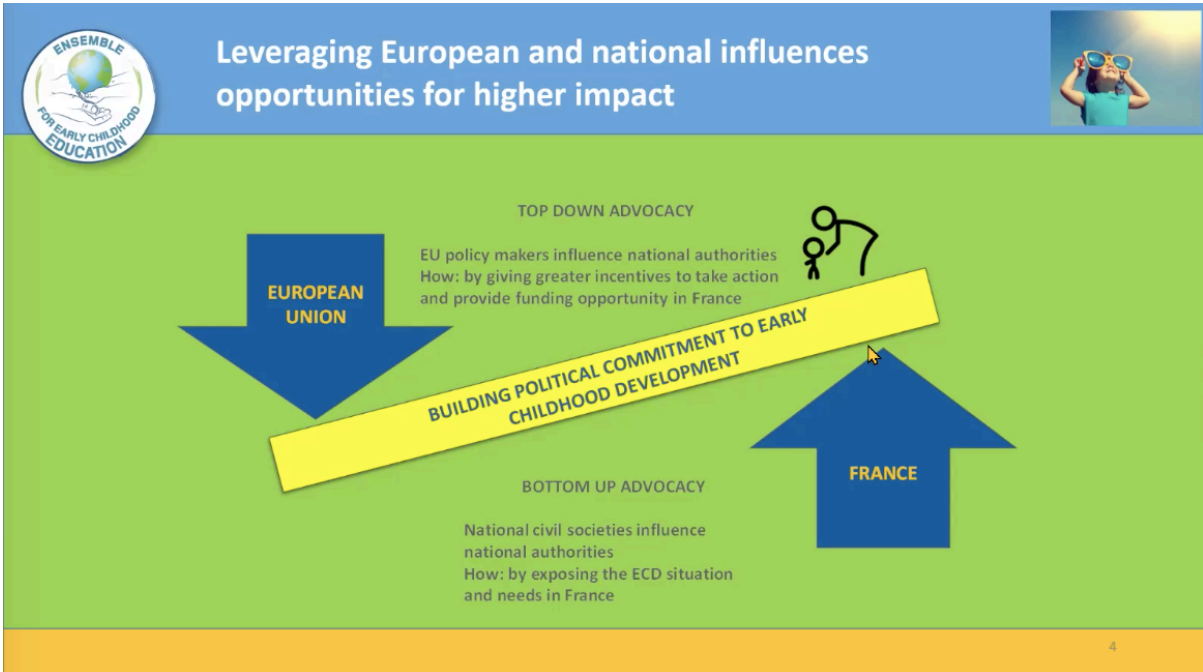 ENSEMBLE
FOR EARLY CHILDHOOD
EDUCATION
Leveraging European and national influences
opportunities for higher impact
TOP DOWN ADVOCACY
EU policy makers influence national authorities
How: by giving greater incentives to take action
and provide funding opportunity in France
EUROPEAN
UNION
BUILDING POLITICAL COMMITMENT TO EARLY
CHILDHOOD DEVELOPMENT
FRANCE
BOTTOM UP ADVOCACY
National civil societies influence
national authorities
How: by exposing the ECD situation
and needs in France
4